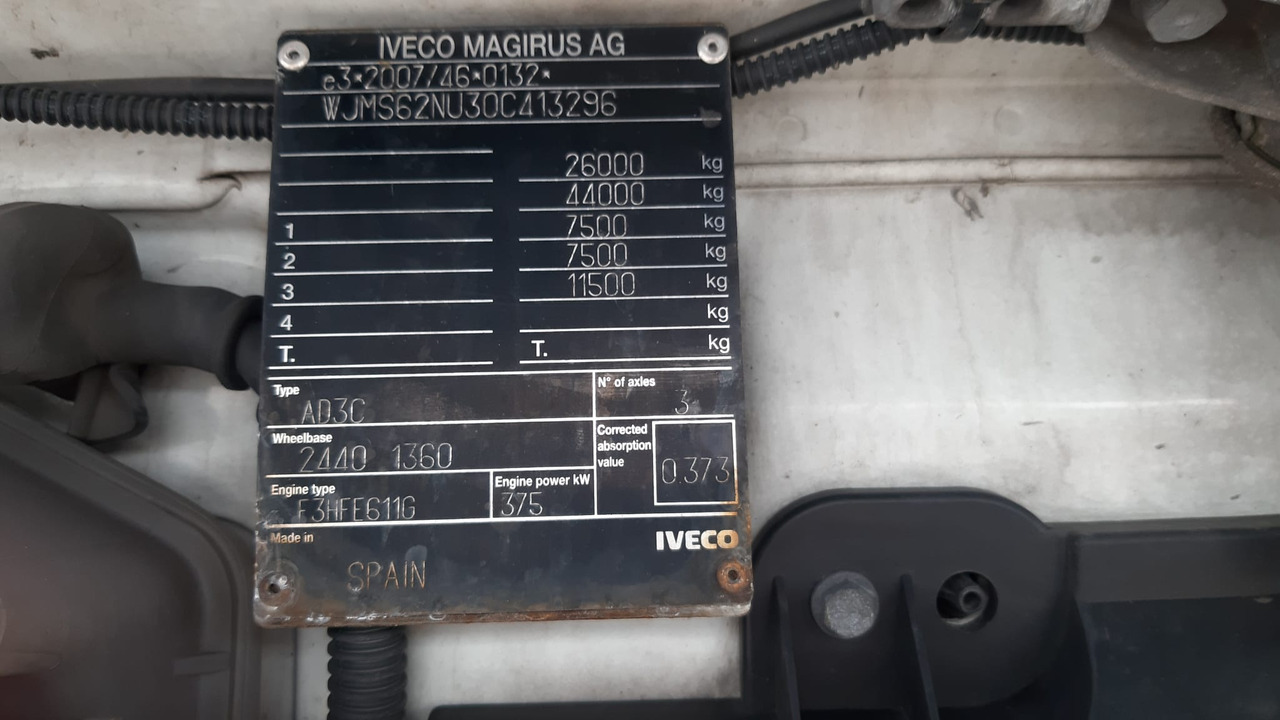 IVECO MAGIRUS AG
e3*2007/46*0132*
WJMS62NU30C413296
26000 kg
44000 kg
1 7500 kg
2 7500 kg
3 11500 kg
4 kg
T. T. kg
Type N° of axles
AD3C 3
Wheelbase Corrected absorption value
2440 1360 0.373
Engine type Engine power kW
F3HFE611G 375
Made in IVECO
SPAIN